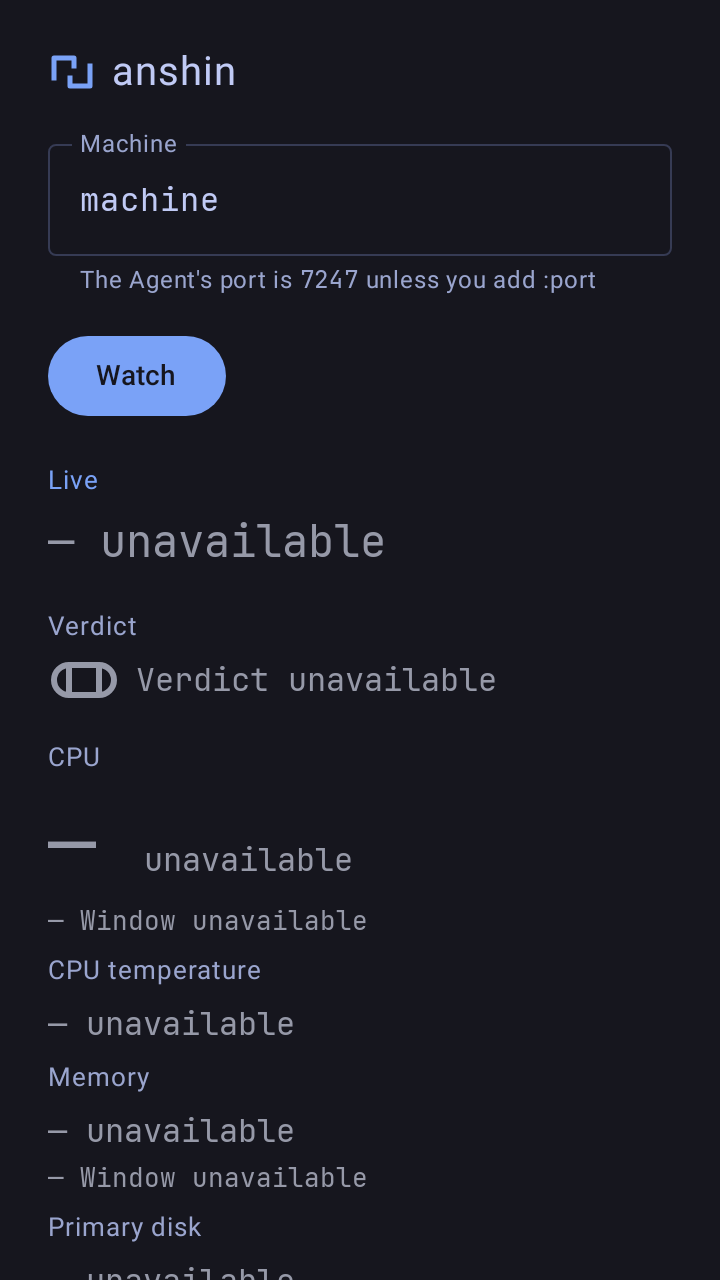 anshin
Machine
machine
The Agent's port is 7247 unless you add :port
Watch
Live
— unavailable
Verdict
Verdict unavailable
CPU
— unavailable
— Window unavailable
CPU temperature
— unavailable
Memory
— unavailable
— Window unavailable
Primary disk
— unavailable